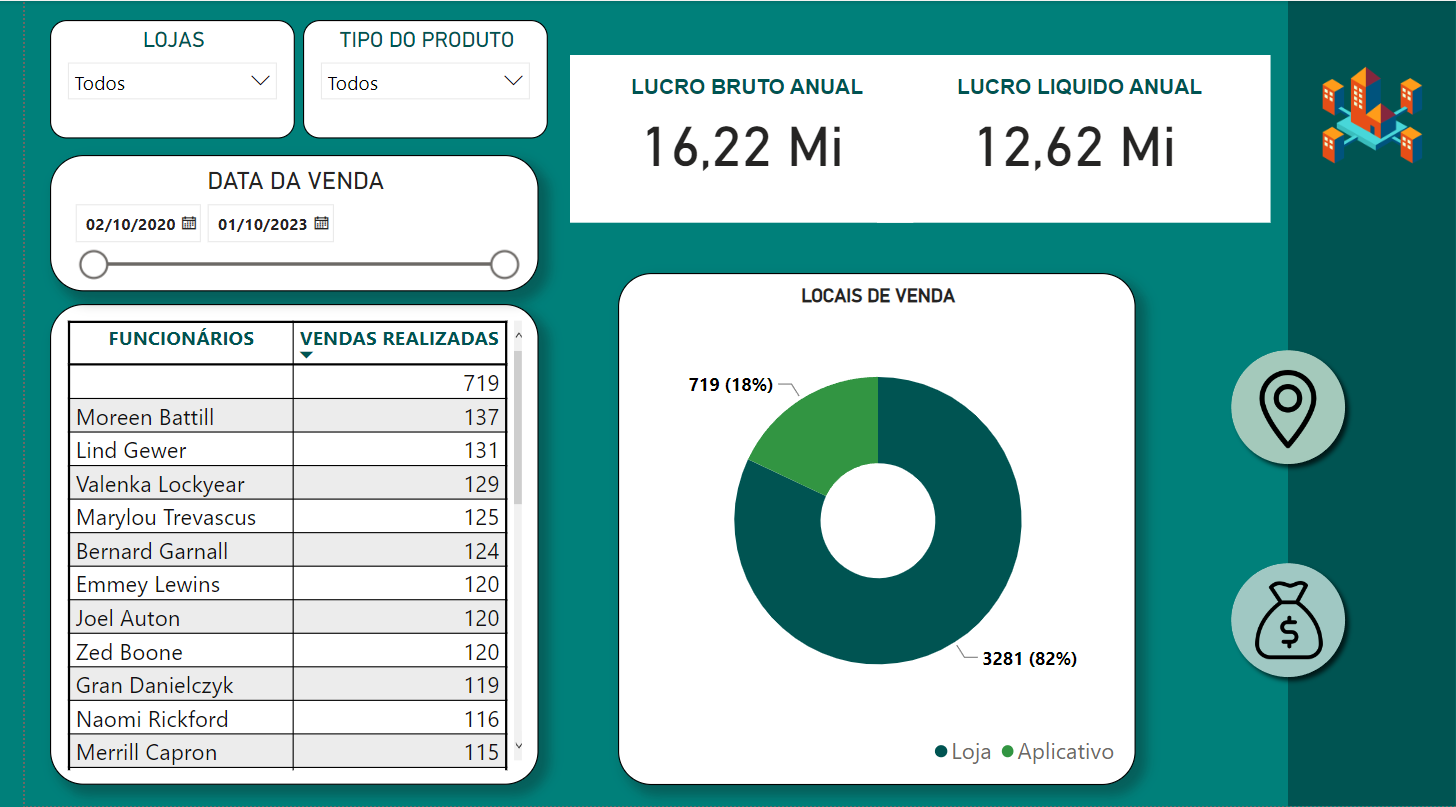 LOJAS
Todos
TIPO DO PRODUTO
Todos
LUCRO BRUTO ANUAL
16,22 Mi
LUCRO LIQUIDO ANUAL
12,62 Mi
DATA DA VENDA
02/10/2020
01/10/2023
FUNCIONÁRIOS VENDAS REALIZADAS
719
Moreen Battill 137
Lind Gewer 131
Valenka Lockyear 129
Marylou Trevascus 125
Bernard Garnall 124
Emmey Lewins 120
Joel Auton 120
Zed Boone 120
Gran Danielczyk 119
Naomi Rickford 116
Merrill Capron 115
LOCAIS DE VENDA
719 (18%)
3281 (82%)
Loja Aplicativo
$